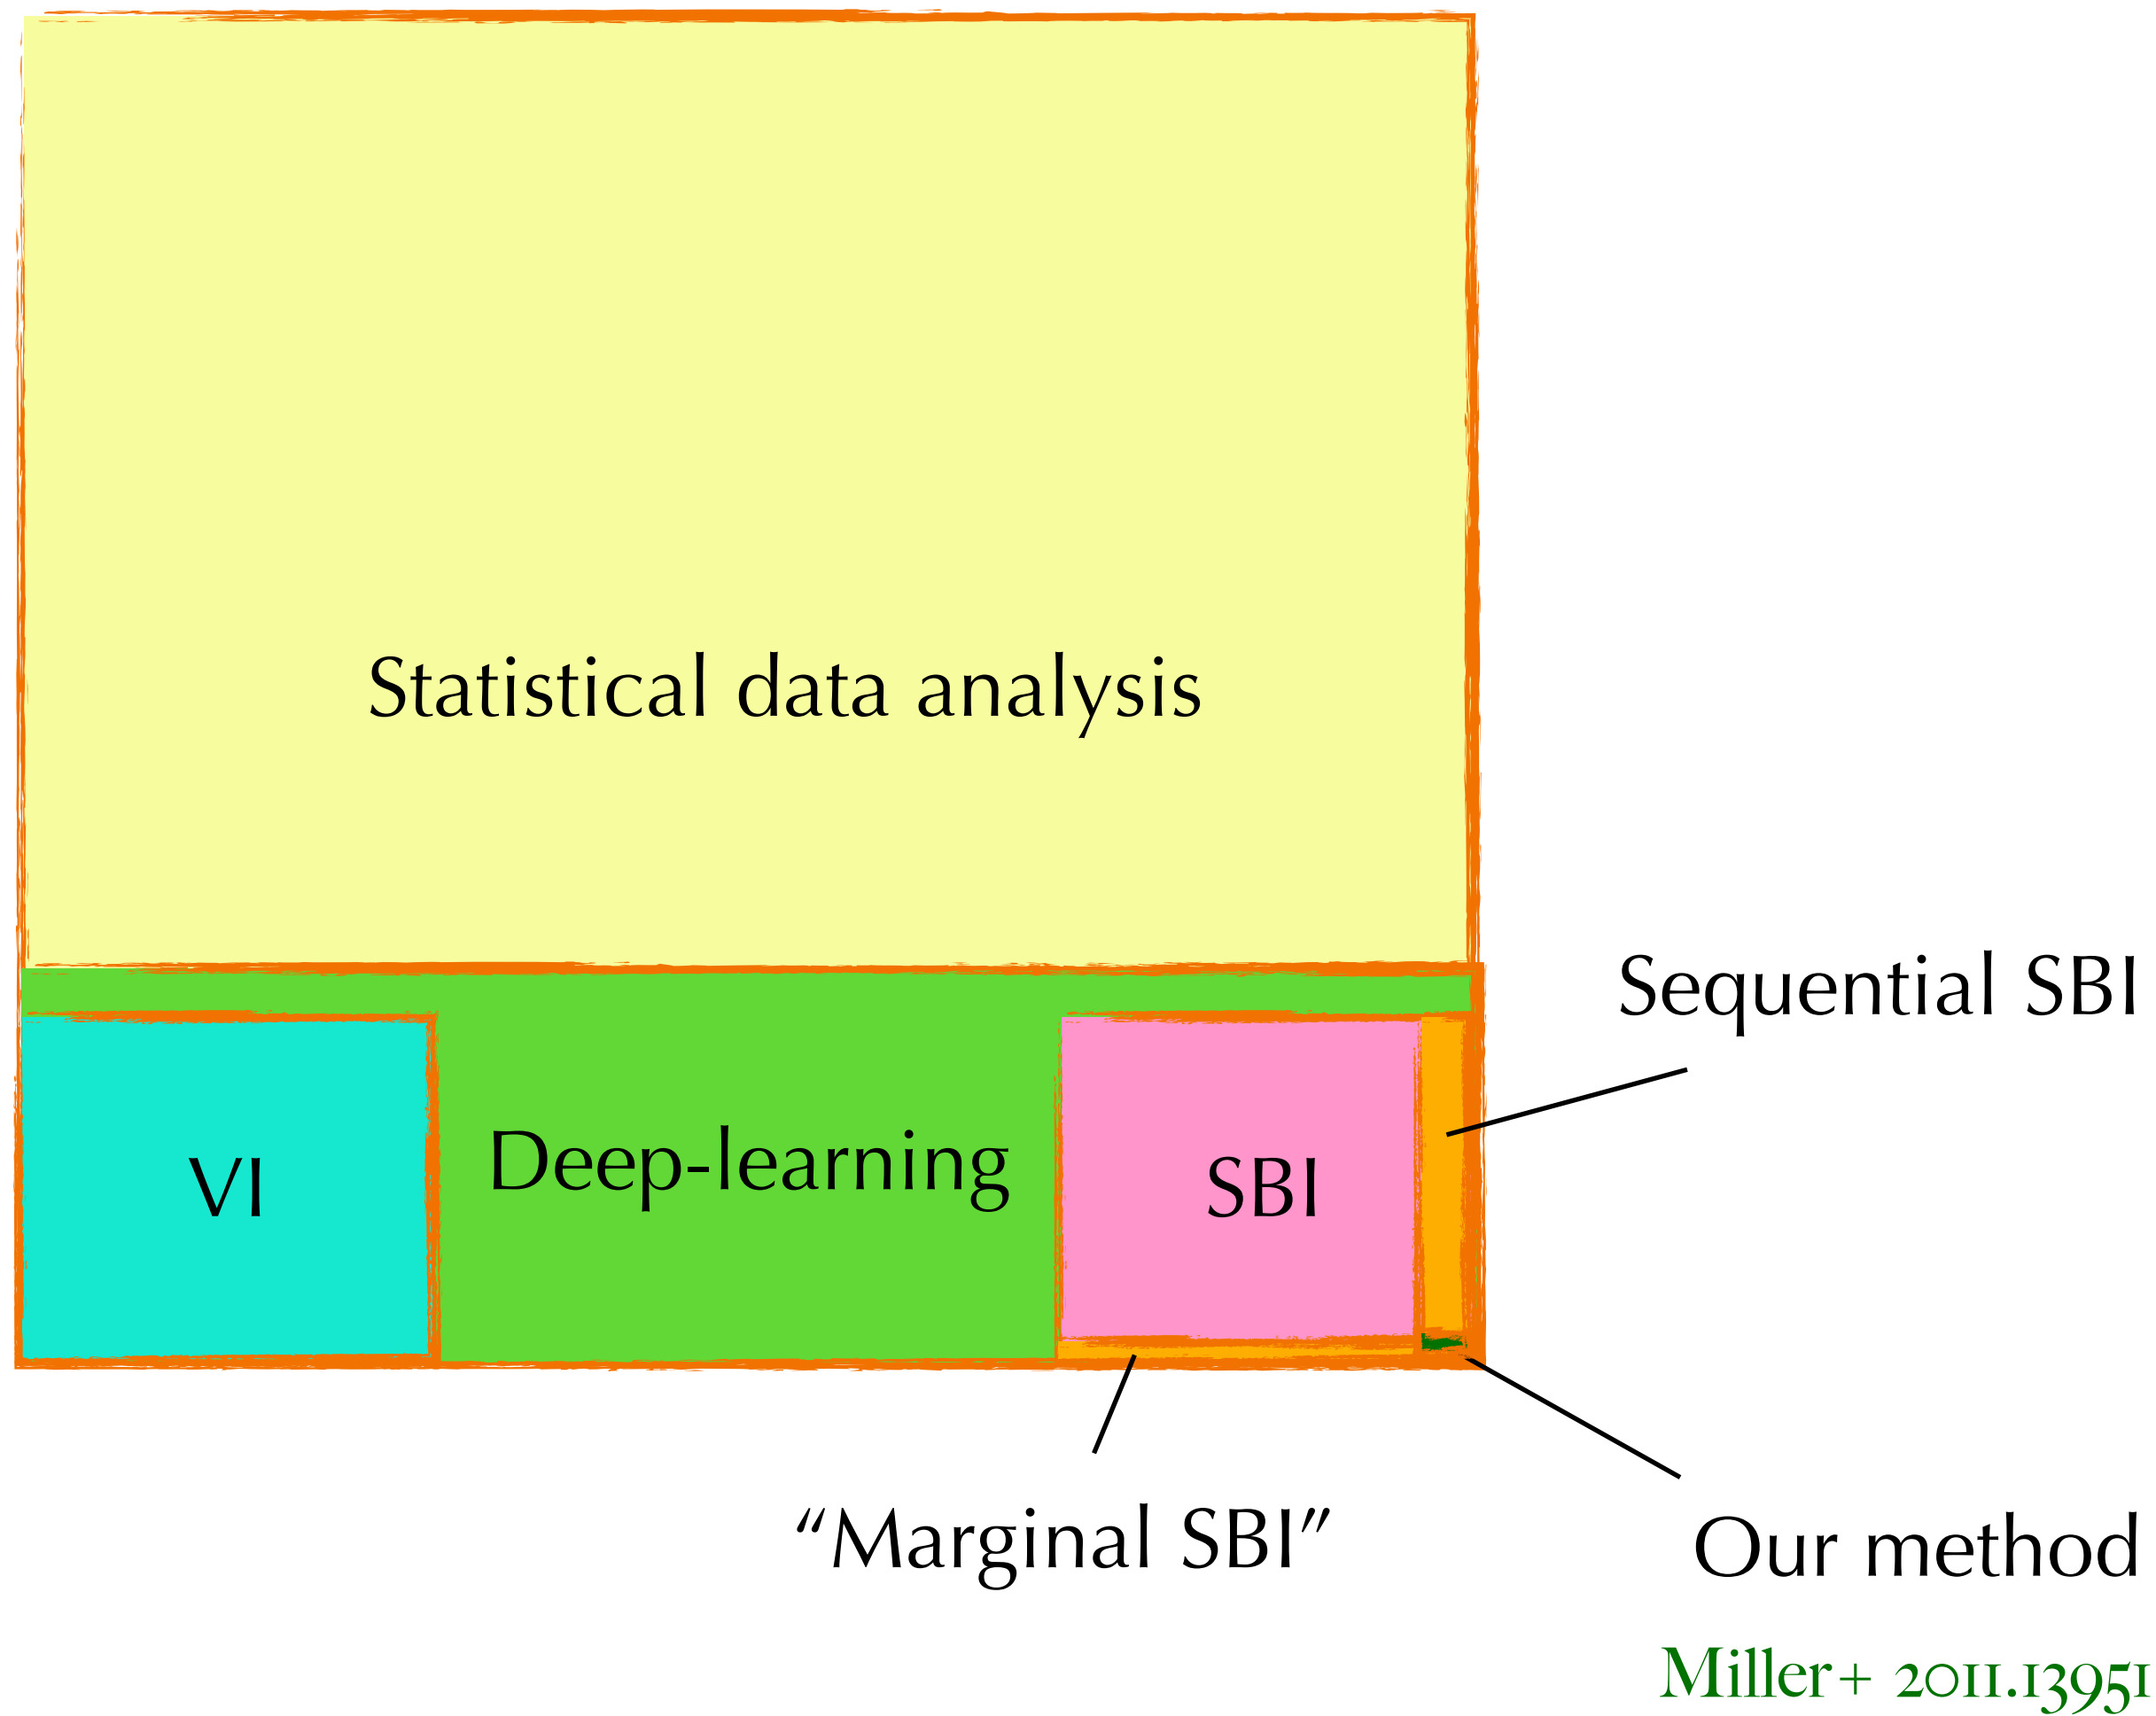 Statistical data analysis
Sequential SBI
VI
Deep-learning
SBI
“Marginal SBI”
Our method
Miller+ 2011.13951